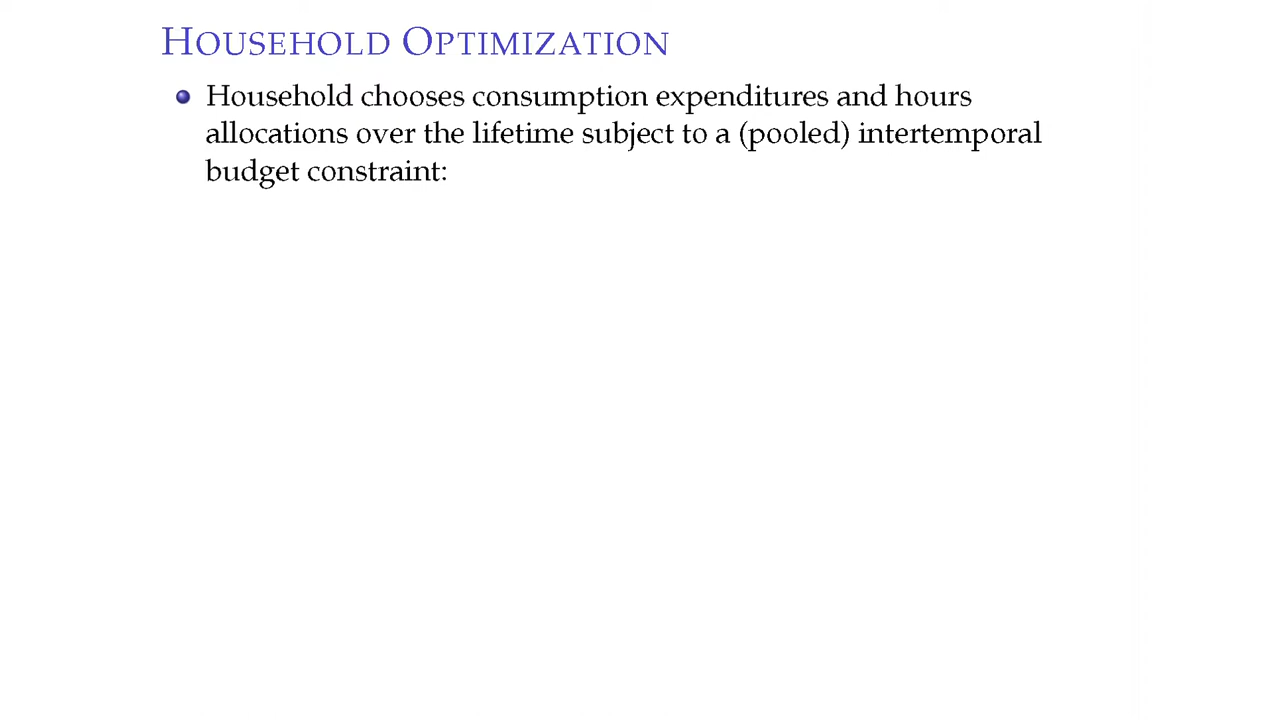 HOUSEHOLD OPTIMIZATION
Household chooses consumption expenditures and hours
allocations over the lifetime subject to a (pooled) intertemporal
budget constraint: